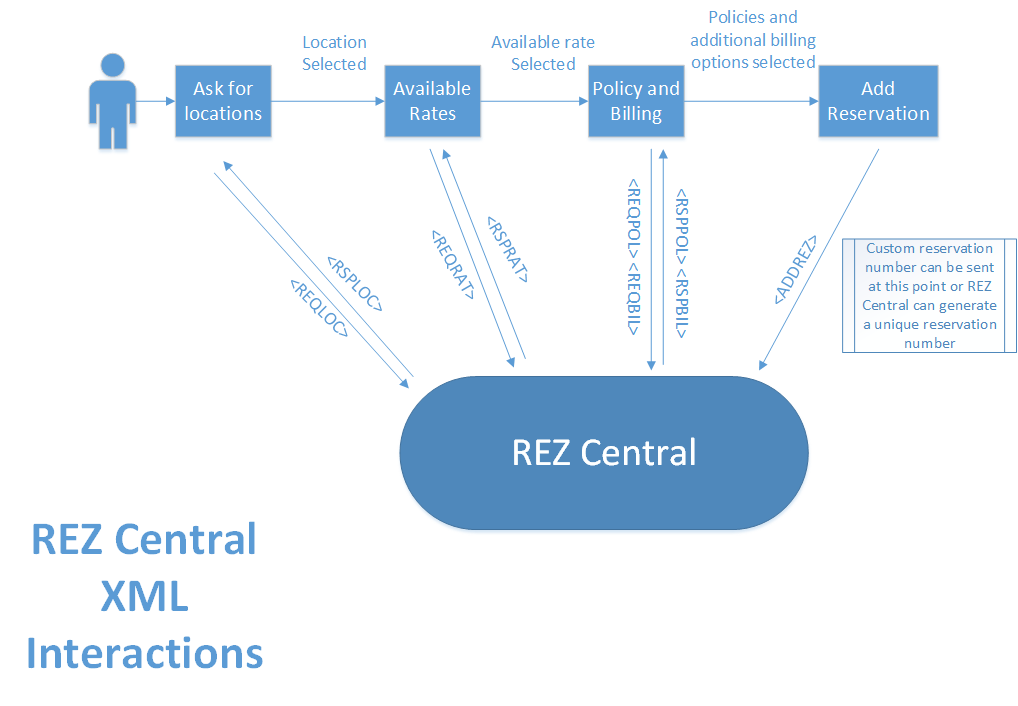 Policies and
additional billing
options selected
Location
Selected
Available rate
Selected
Ask for
locations
Available
Rates
Policy and
Billing
Add
Reservation
<REQLOC>
<RSPLOC>
<REQRAT>
<RSPRAT>
<REQPOL> <REQBIL>
<RSPPOL> <RSPBIL>
<ADDREZ>
Custom reservation
number can be sent
at this point or REZ
Central can generate
a unique reservation
number
REZ Central
REZ Central
XML
Interactions